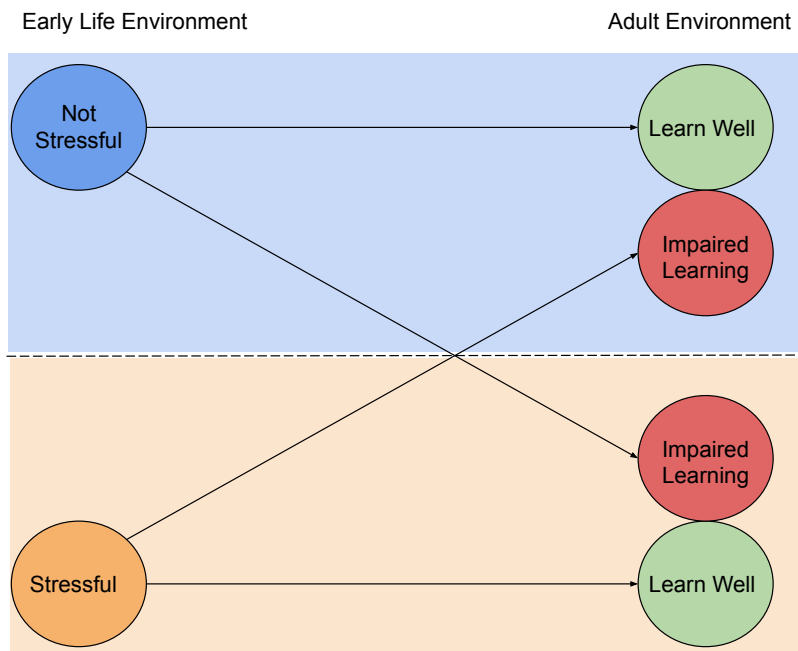 Early Life Environment
Adult Environment
Not
Stressful
Learn Well
Impaired
Learning
Impaired
Learning
Stressful
Learn Well